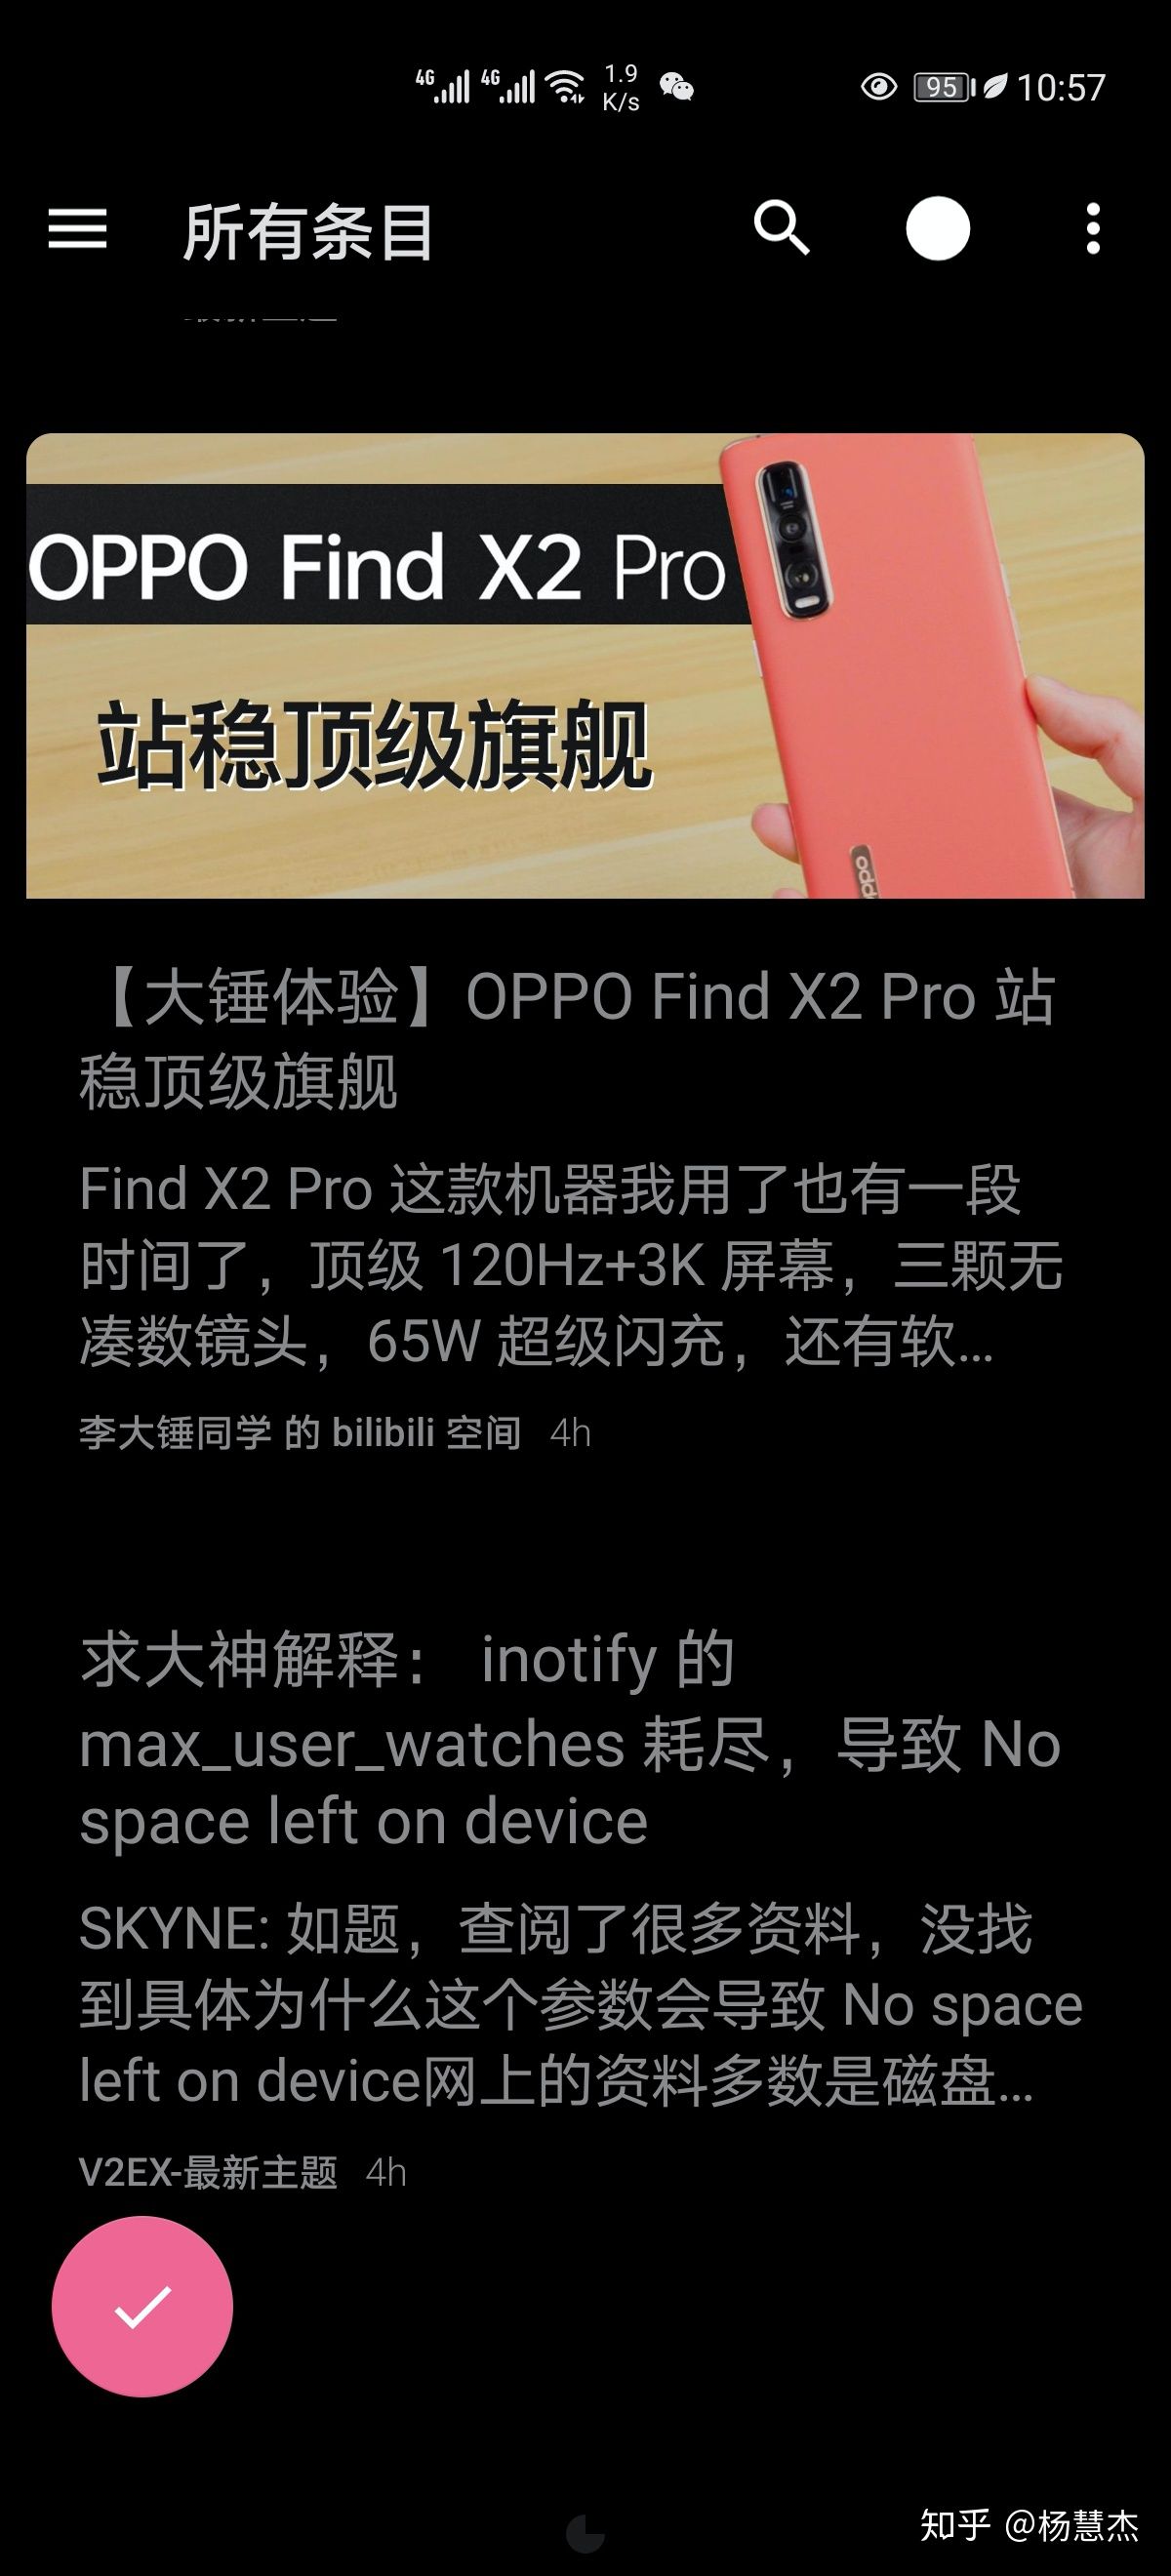 4G 4G 1.9 K/s 95 10:57
所有条目
OPPO Find X2 Pro
站稳顶级旗舰
oppo
【大锤体验】OPPO Find X2 Pro 站
稳顶级旗舰
Find X2 Pro 这款机器我用了也有一段
时间了，顶级 120Hz+3K 屏幕，三颗无
凑数镜头，65W 超级闪充，还有软…
李大锤同学 的 bilibili 空间 4h
求大神解释： inotify 的
max_user_watches 耗尽，导致 No
space left on device
SKYNE: 如题，查阅了很多资料，没找
到具体为什么这个参数会导致 No space
left on device网上的资料多数是磁盘…
V2EX-最新主题 4h
知乎 @杨慧杰